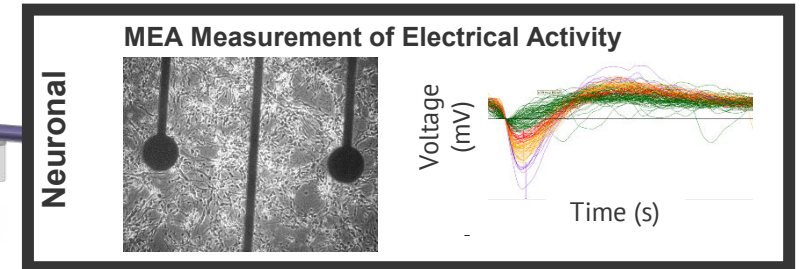 MEA Measurement of Electrical Activity
Neuronal
Voltage
(mV)
Time (s)